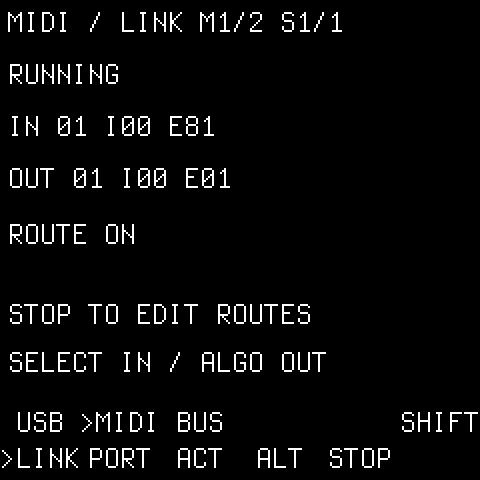 MIDI / LINK M1/2 S1/1
RUNNING
IN 01 I00 E81
OUT 01 I00 E01
ROUTE ON
STOP TO EDIT ROUTES
SELECT IN / ALGO OUT
USB >MIDI BUS SHIFT
>LINK PORT ACT ALT STOP